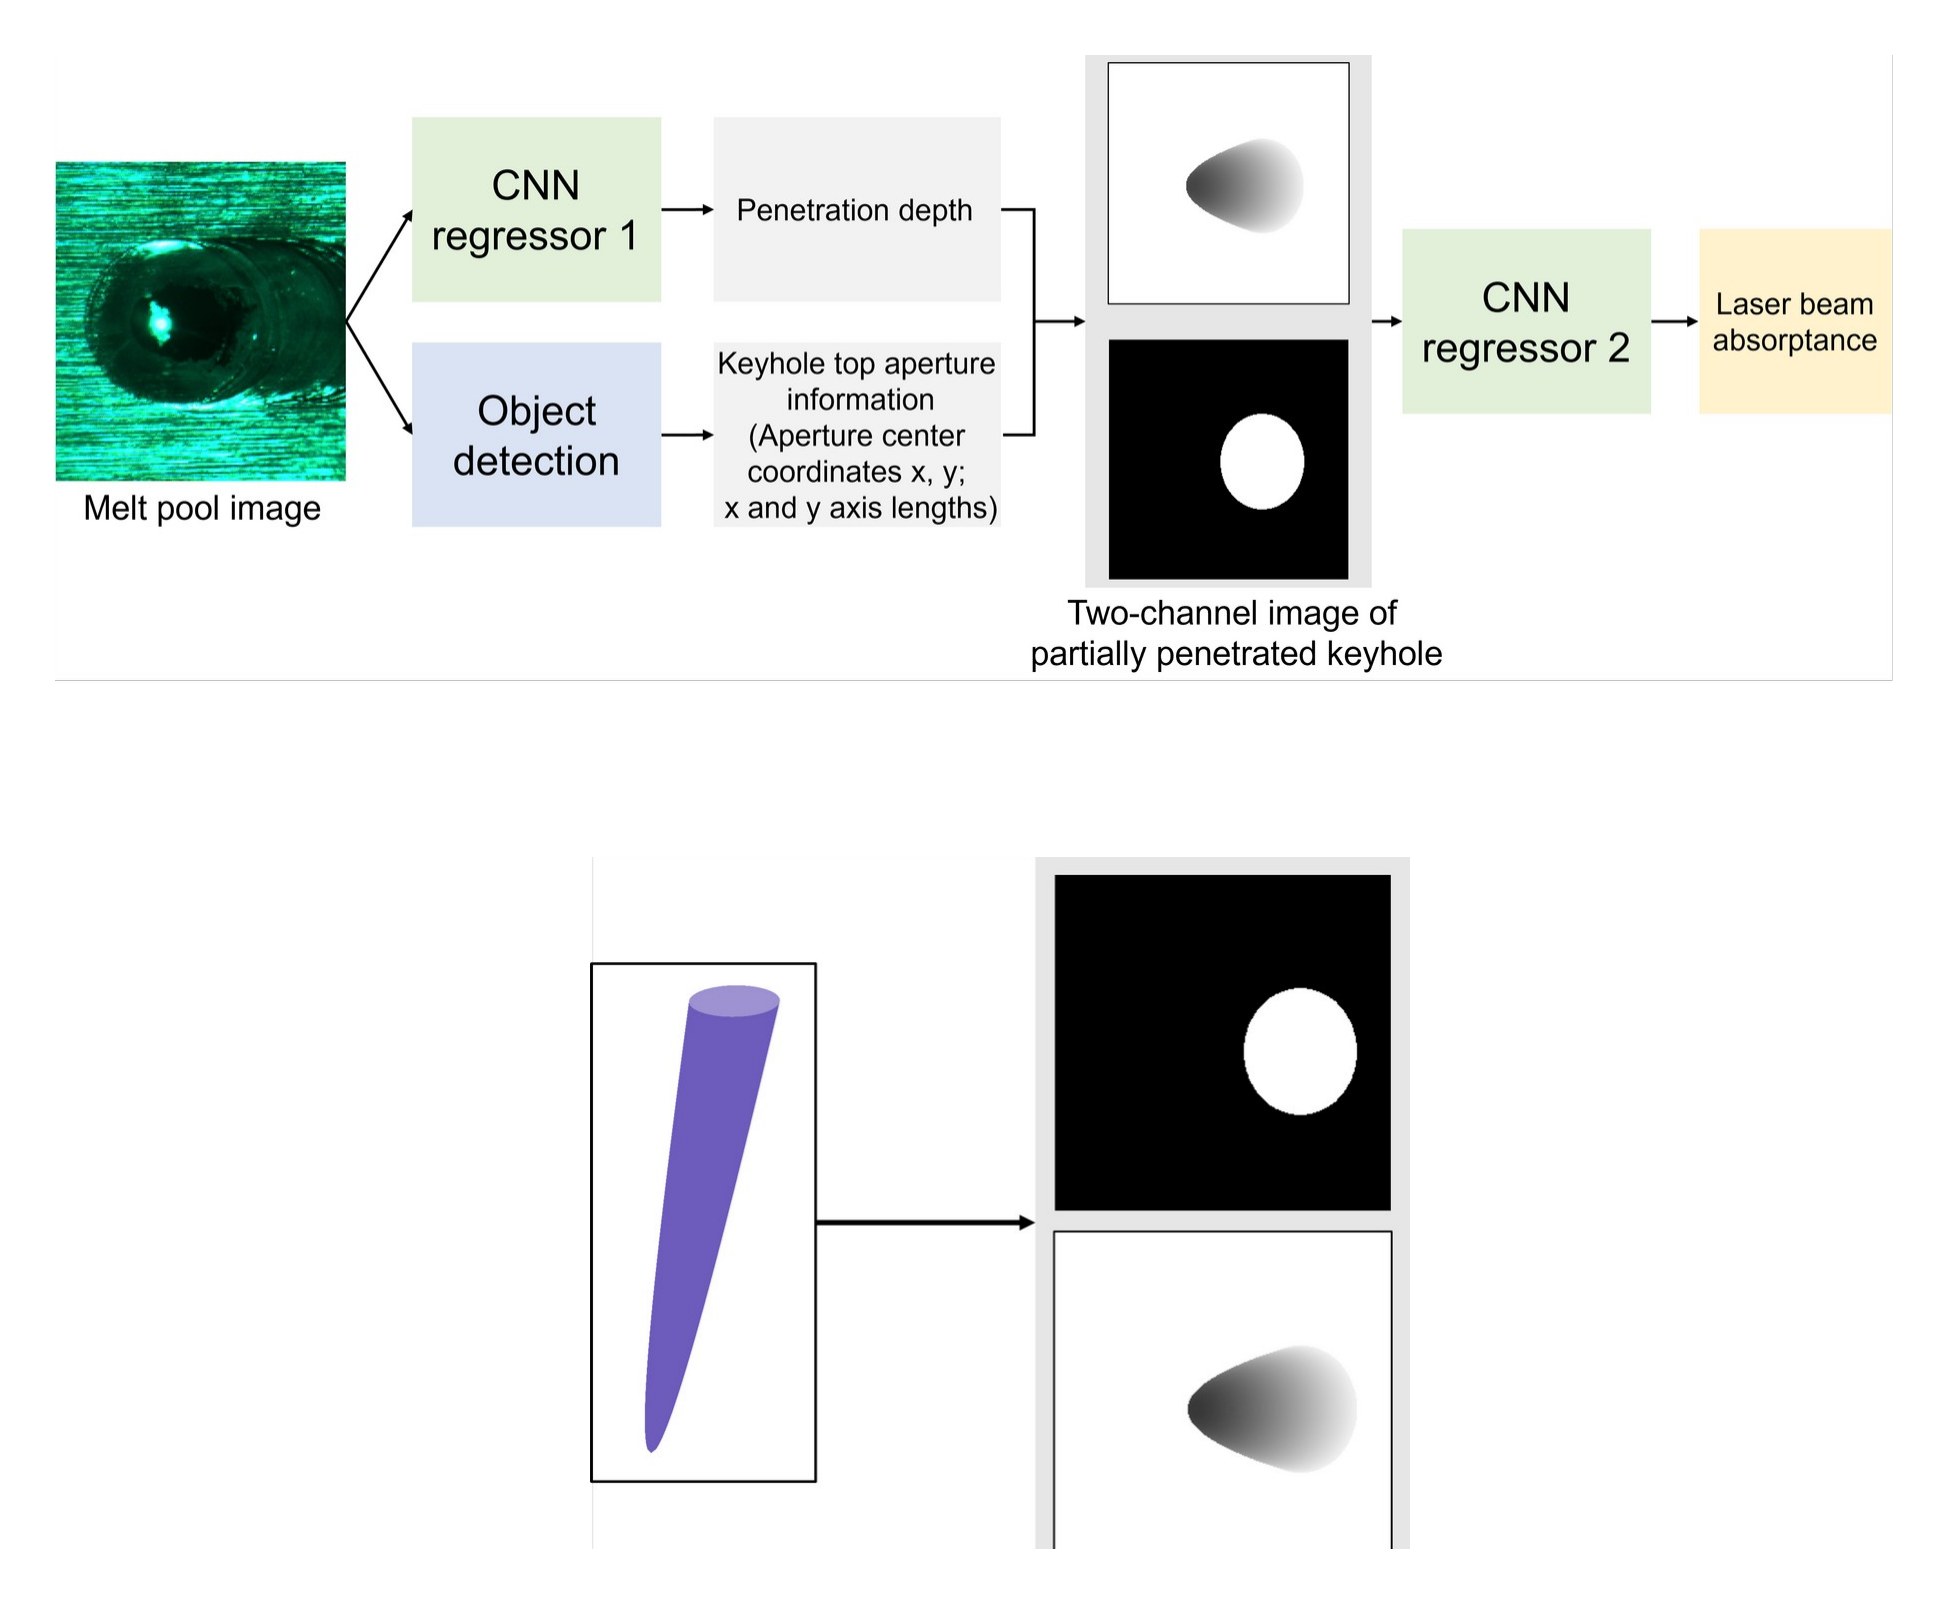 CNN
regressor 1
Penetration depth
Object
detection
Keyhole top aperture
information
(Aperture center
coordinates x, y;
x and y axis lengths)
Melt pool image
Two-channel image of
partially penetrated keyhole
CNN
regressor 2
Laser beam
absorptance